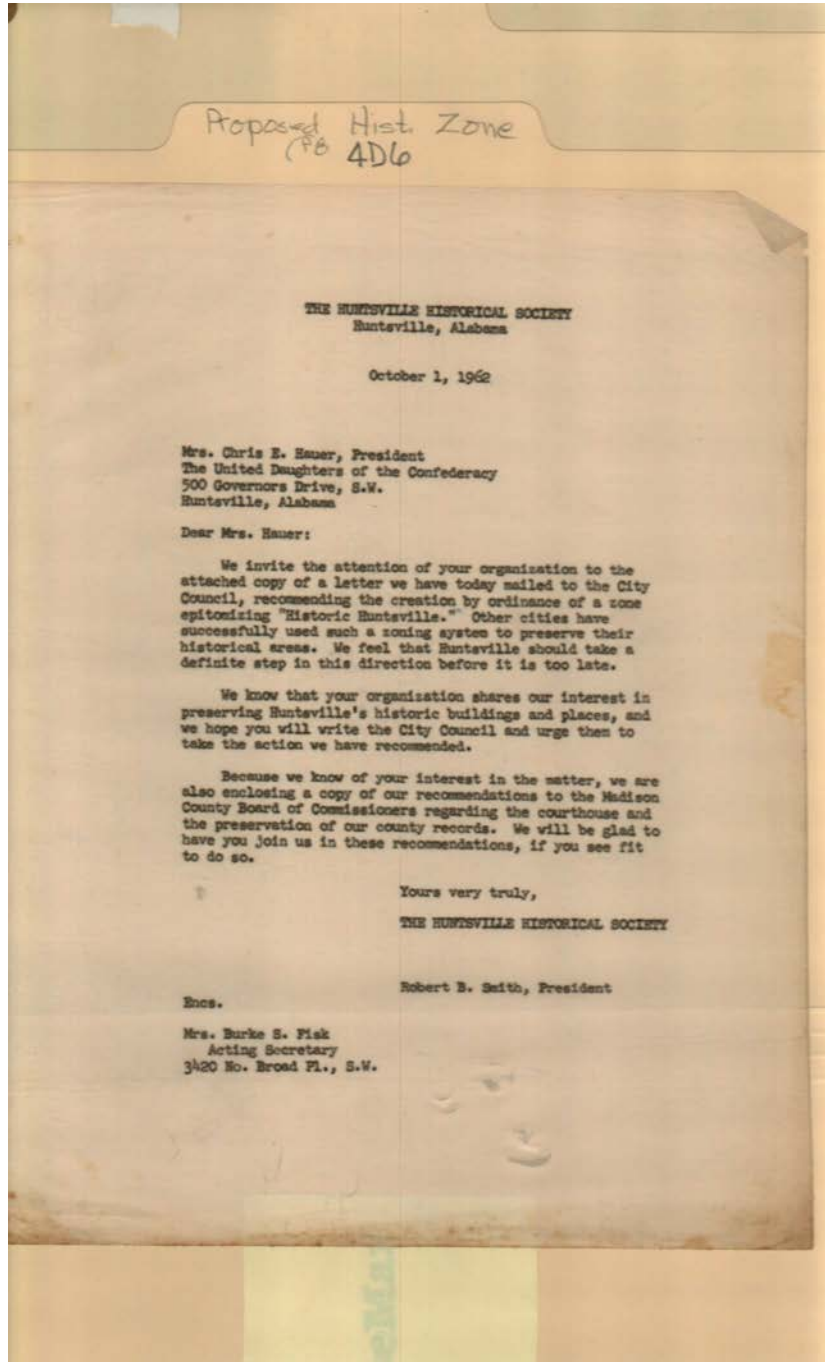 Proposed Hist. Zone
4D6
THE HUNTSVILLE HISTORICAL SOCIETY
Huntsville, Alabama
October 1, 1962
Mrs. Chris E. Hauer, President
The United Daughters of the Confederacy
500 Governors Drive, S.W.
Huntsville, Alabama
Dear Mrs. Hauer:
We invite the attention of your organization to the
attached copy of a letter we have today mailed to the City
Council, recommending the creation by ordinance of a zone
epitomizing "Historic Huntsville." Other cities have
successfully used such a zoning system to preserve their
historical areas. We feel that Huntsville should take a
definite step in this direction before it is too late.
We know that your organization shares our interest in
preserving Huntsville's historic buildings and places, and
we hope you will write the City Council and urge them to
take the action we have recommended.
Because we know of your interest in the matter, we are
also enclosing a copy of our recommendations to the Madison
County Board of Commissioners regarding the courthouse and
the preservation of our county records. We will be glad to
have you join us in these recommendations, if you see fit
to do so.
Yours very truly,
THE HUNTSVILLE HISTORICAL SOCIETY
Robert B. Smith, President
Encs.
Mrs. Burke S. Fisk
Acting Secretary
3420 No. Broad Pl., S.W.